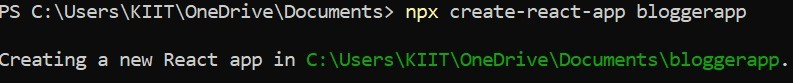 PS C:\Users\KIIT\OneDrive\Documents> npx create-react-app bloggerapp
Creating a new React app in C:\Users\KIIT\OneDrive\Documents\bloggerapp.